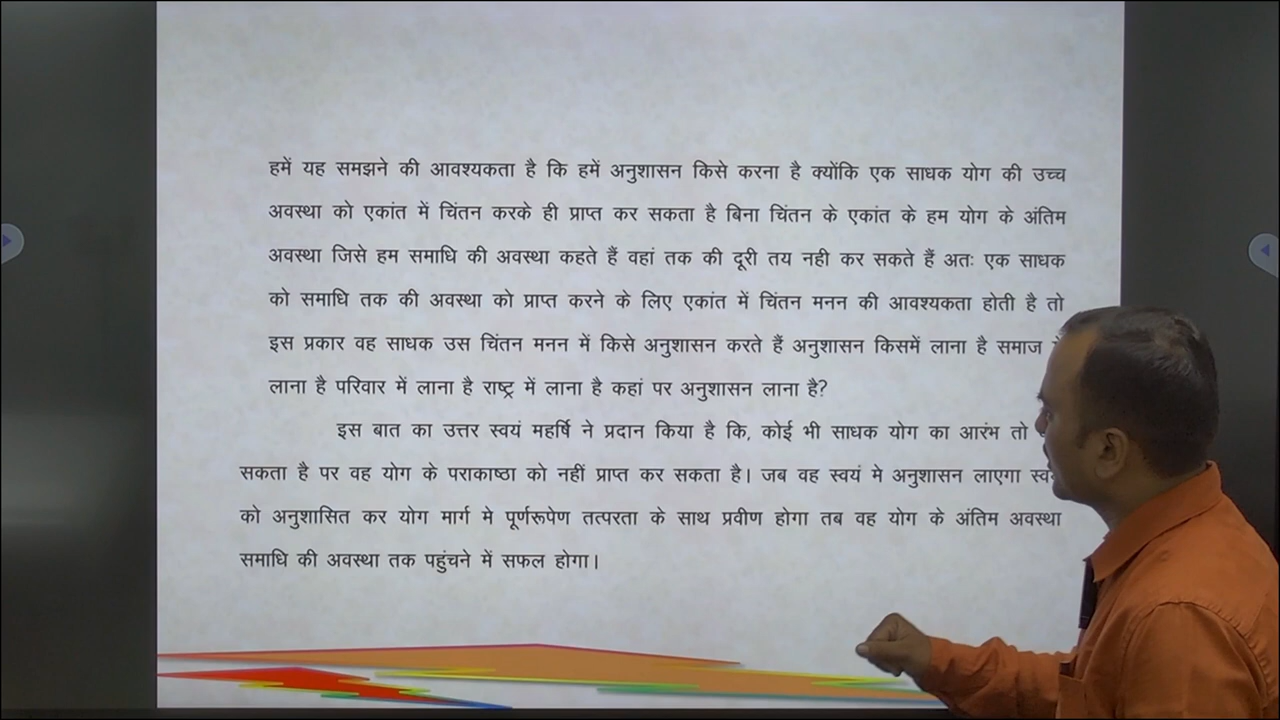 हमें यह समझने की आवश्यकता है कि हमें अनुशासन किसे करना है क्योंकि एक साधक योग की उच्च
अवस्था को एकांत में चिंतन करके ही प्राप्त कर सकता है बिना चिंतन के एकांत के हम योग के अंतिम
अवस्था जिसे हम समाधि की अवस्था कहते हैं वहां तक की दूरी तय नही कर सकते हैं अतः एक साधक
को समाधि तक की अवस्था को प्राप्त करने के लिए एकांत में चिंतन मनन की आवश्यकता होती है तो
इस प्रकार वह साधक उस चिंतन मनन में किसे अनुशासन करते हैं अनुशासन किसमें लाना है समाज
लाना है परिवार में लाना है राष्ट्र में लाना है कहां पर अनुशासन लाना है?
इस बात का उत्तर स्वयं महर्षि ने प्रदान किया है कि, कोई भी साधक योग का आरंभ तो
सकता है पर वह योग के पराकाष्ठा को नहीं प्राप्त कर सकता है। जब वह स्वयं मे अनुशासन लाएगा
को अनुशासित कर योग मार्ग मे पूर्णरूपेण तत्परता के साथ प्रवीण होगा तब वह योग के अंतिम अवस्था
समाधि की अवस्था तक पहुंचने में सफल होगा।